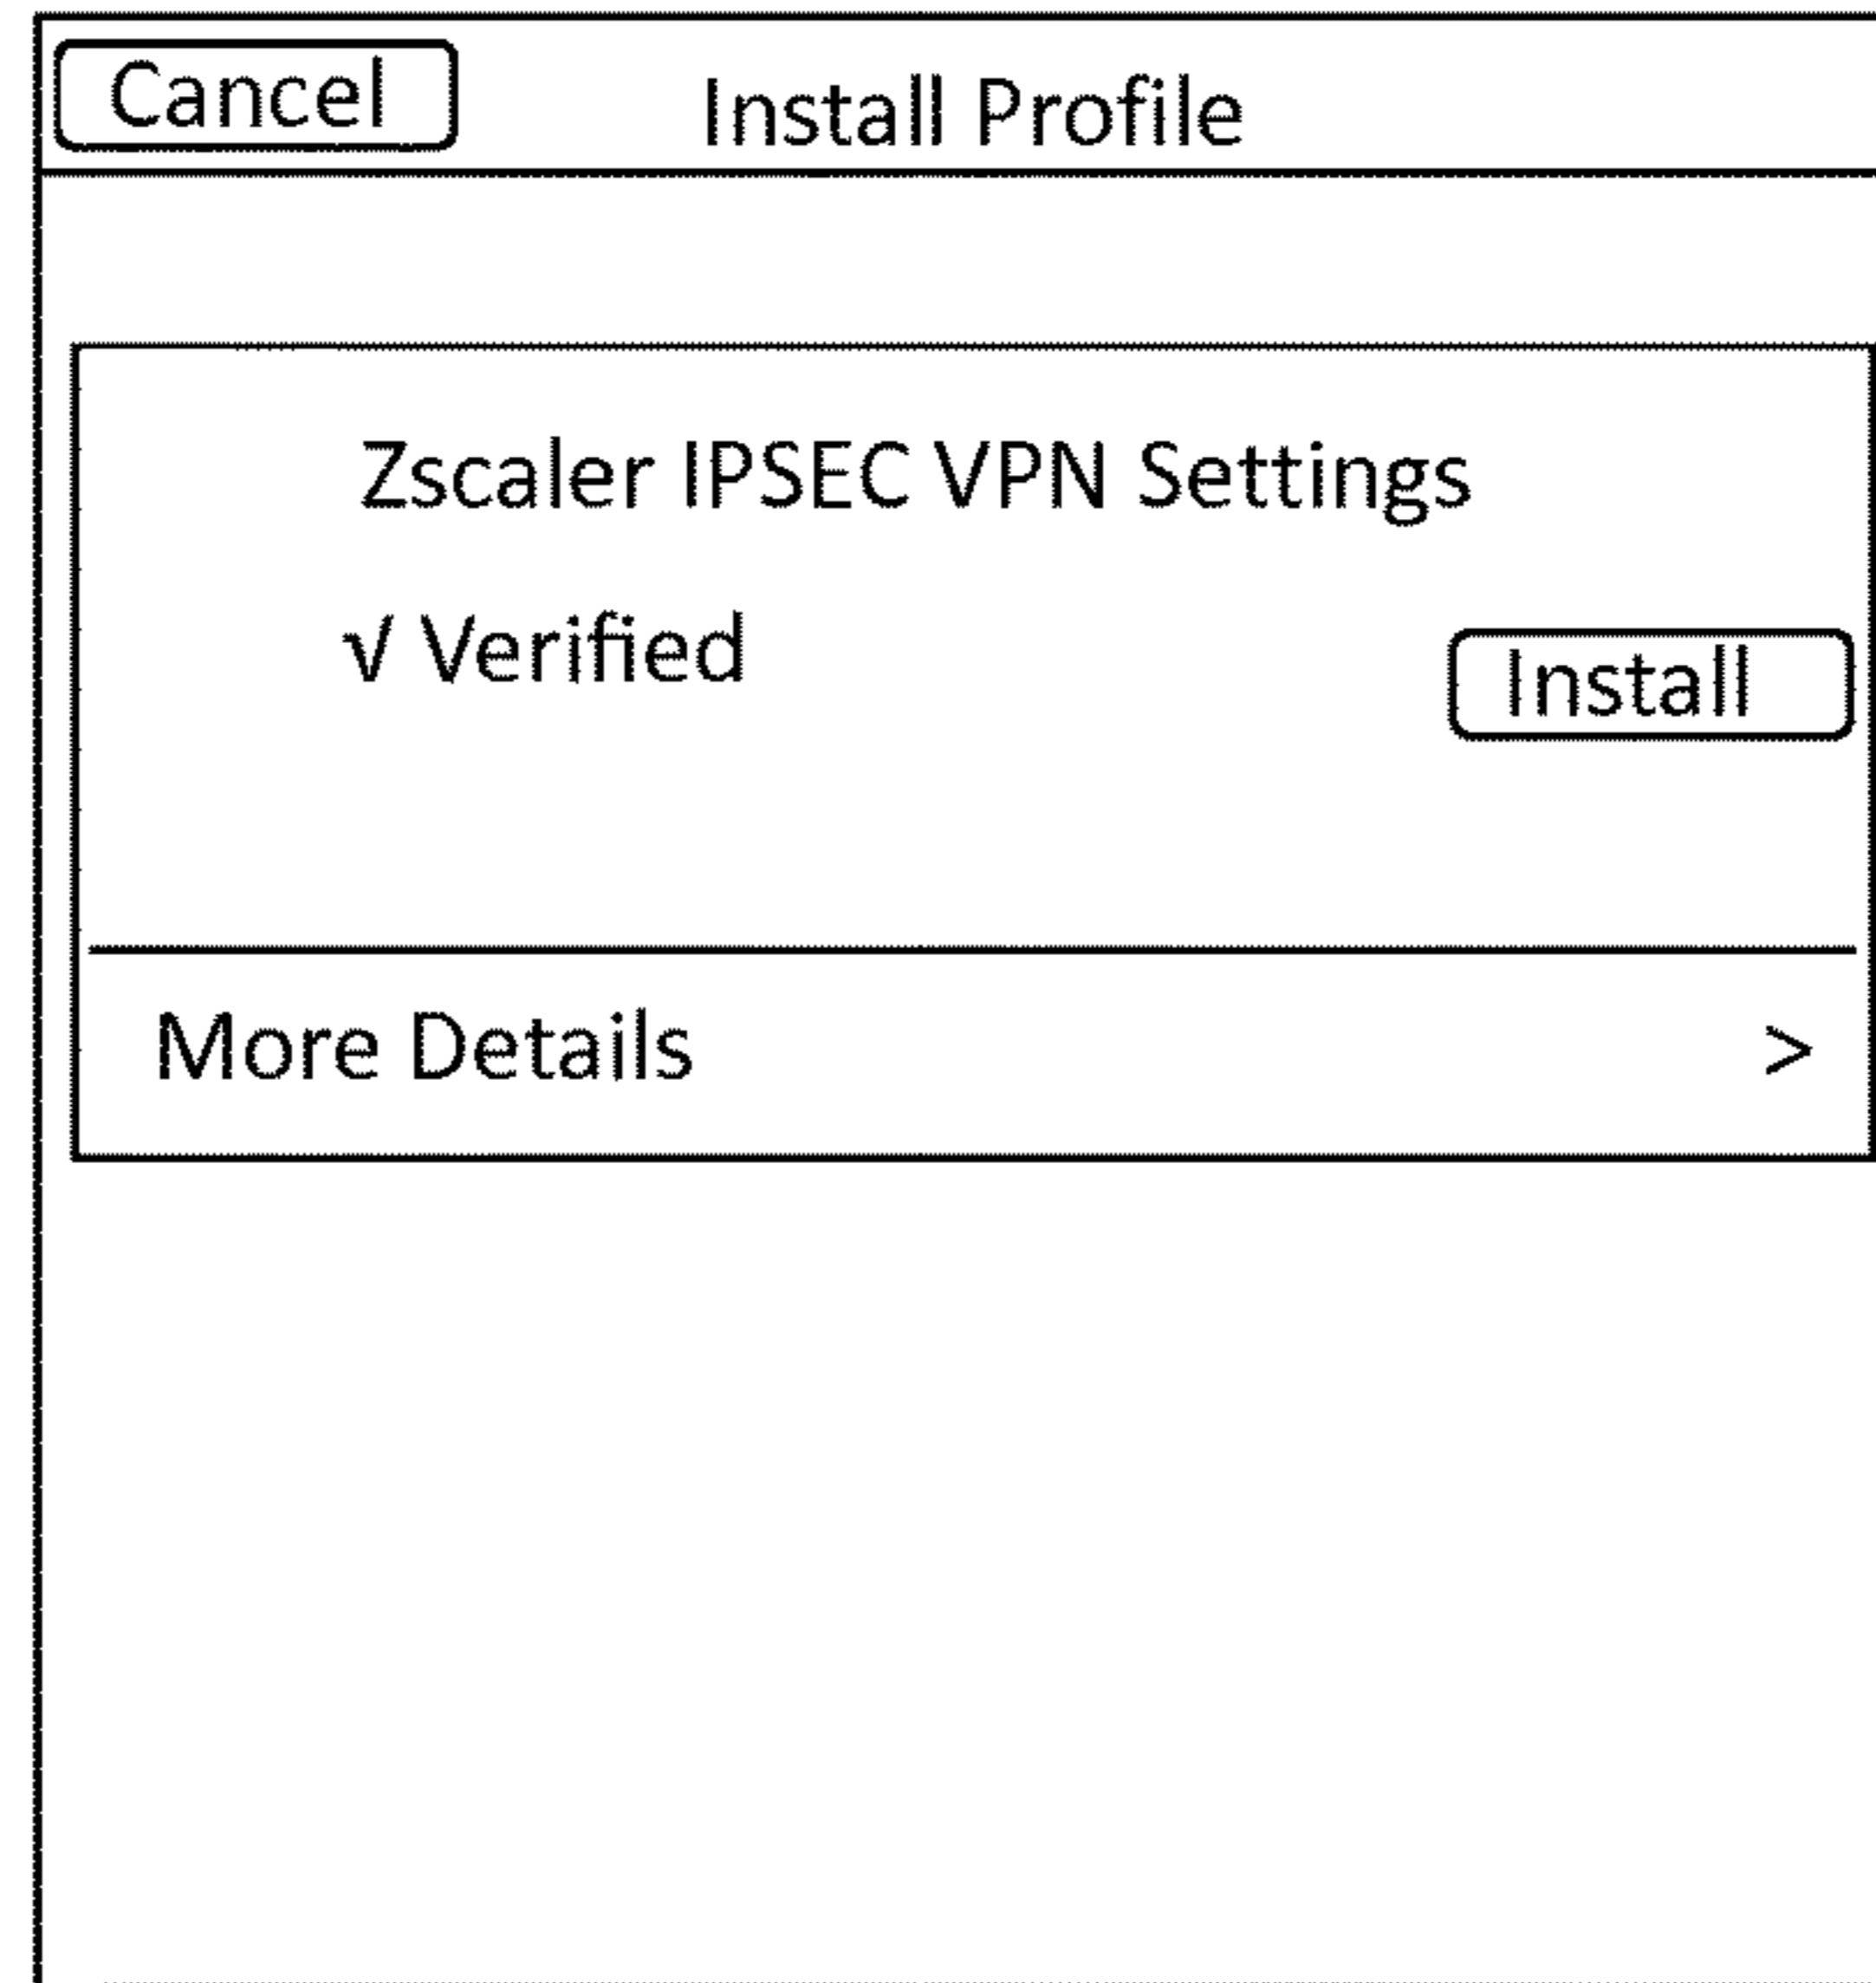 Cancel Install Profile
Zscaler IPSEC VPN Settings
√ Verified
Install
More Details >